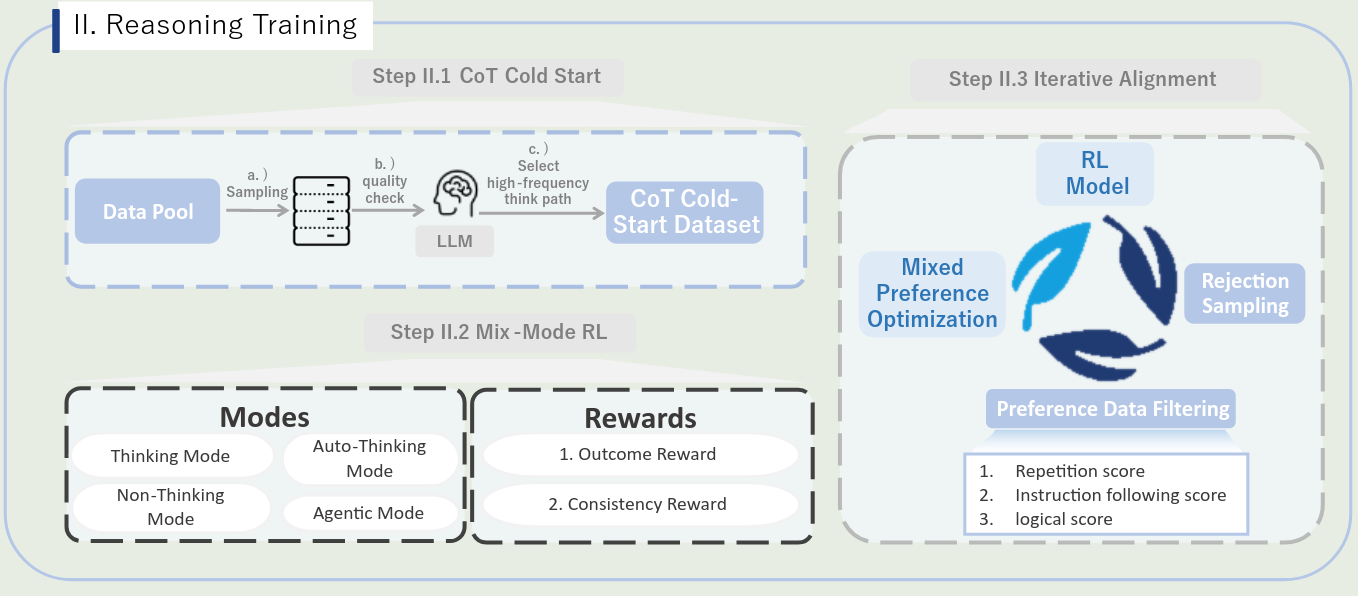 II. Reasoning Training
Step II.1 CoT Cold Start
Data Pool
a. )
Sampling
b. )
quality
check
LLM
c. )
Select
high-frequency
think path
CoT Cold-
Start Dataset
Step II.2 Mix -Mode RL
Modes
Thinking Mode
Auto-Thinking
Mode
Non-Thinking
Mode
Agentic Mode
Rewards
1. Outcome Reward
2. Consistency Reward
Step II.3 Iterative Alignment
RL
Model
Mixed
Preference
Optimization
Rejection
Sampling
Preference Data Filtering
1. Repetition score
2. Instruction following score
3. logical score